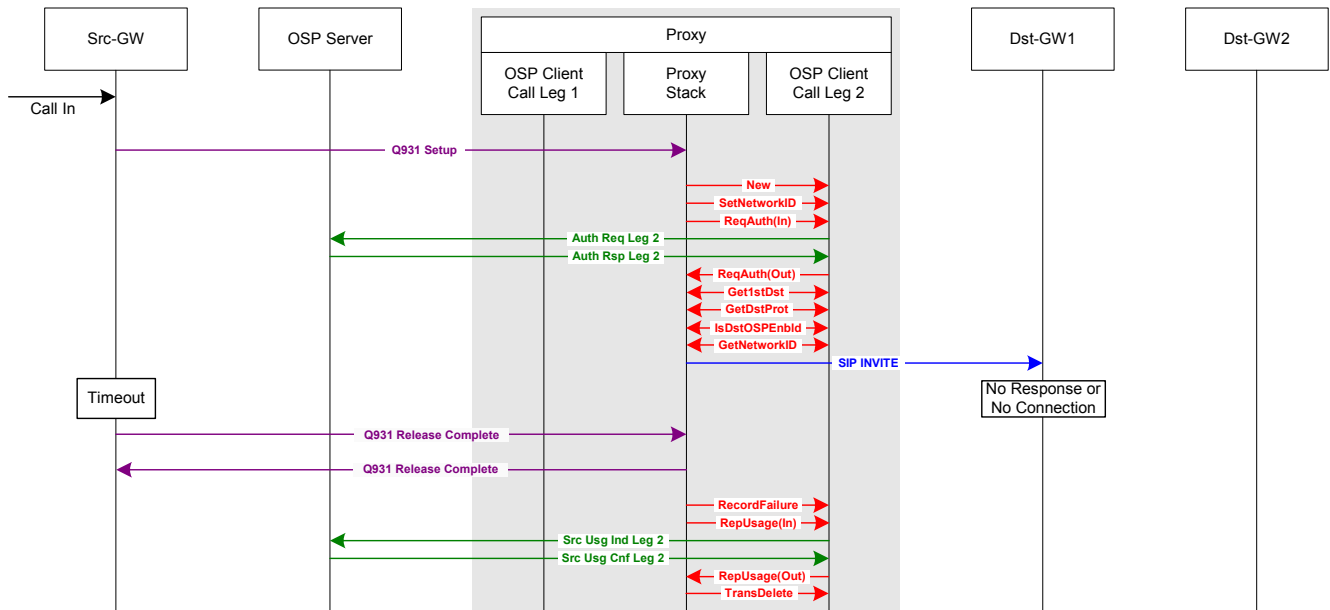 Src-GW
OSP Server
Proxy
Dst-GW1
Dst-GW2
OSP Client
Call Leg 1
Proxy
Stack
OSP Client
Call Leg 2
Call In
Q931 Setup
New
SetNetworkID
ReqAuth(In)
Auth Req Leg 2
Auth Rsp Leg 2
ReqAuth(Out)
Get1stDst
GetDstProt
IsDstOSPEnbld
GetNetworkID
SIP INVITE
Timeout
No Response or
No Connection
Q931 Release Complete
Q931 Release Complete
RecordFailure
RepUsage(In)
Src Usg Ind Leg 2
Src Usg Cnf Leg 2
RepUsage(Out)
TransDelete